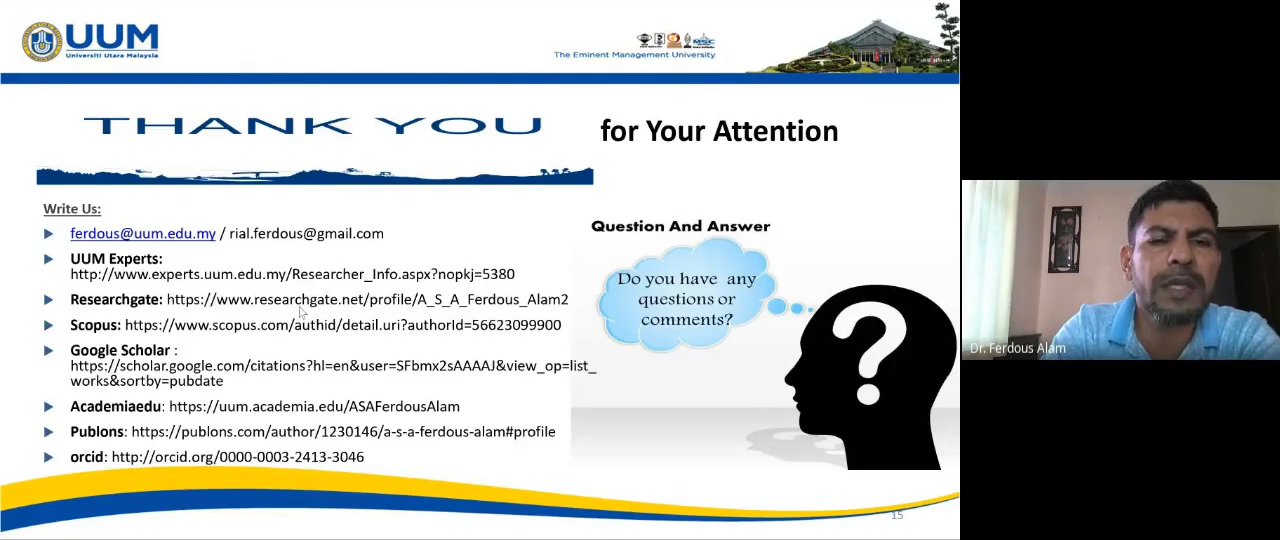 UUM
Universiti Utara Malaysia
MSC
The Eminent Management University
THANK YOU for Your Attention
Write Us:
ferdous@uum.edu.my / rial.ferdous@gmail.com
UUM Experts:
http://www.experts.uum.edu.my/Researcher_Info.aspx?nopkj=5380
Researchgate: https://www.researchgate.net/profile/A_S_A_Ferdous_Alam2
Scopus: https://www.scopus.com/authid/detail.uri?authorId=56623099900
Google Scholar :
https://scholar.google.com/citations?hl=en&user=SFbmx2sAAAAJ&view_op=list_
works&sortby=pubdate
Academiaedu: https://uum.academia.edu/ASAFerdousAlam
Publons: https://publons.com/author/1230146/a-s-a-ferdous-alam#profile
orcid: http://orcid.org/0000-0003-2413-3046
Question And Answer
Do you have any
questions or
comments?
?
15
Dr. Ferdous Alam